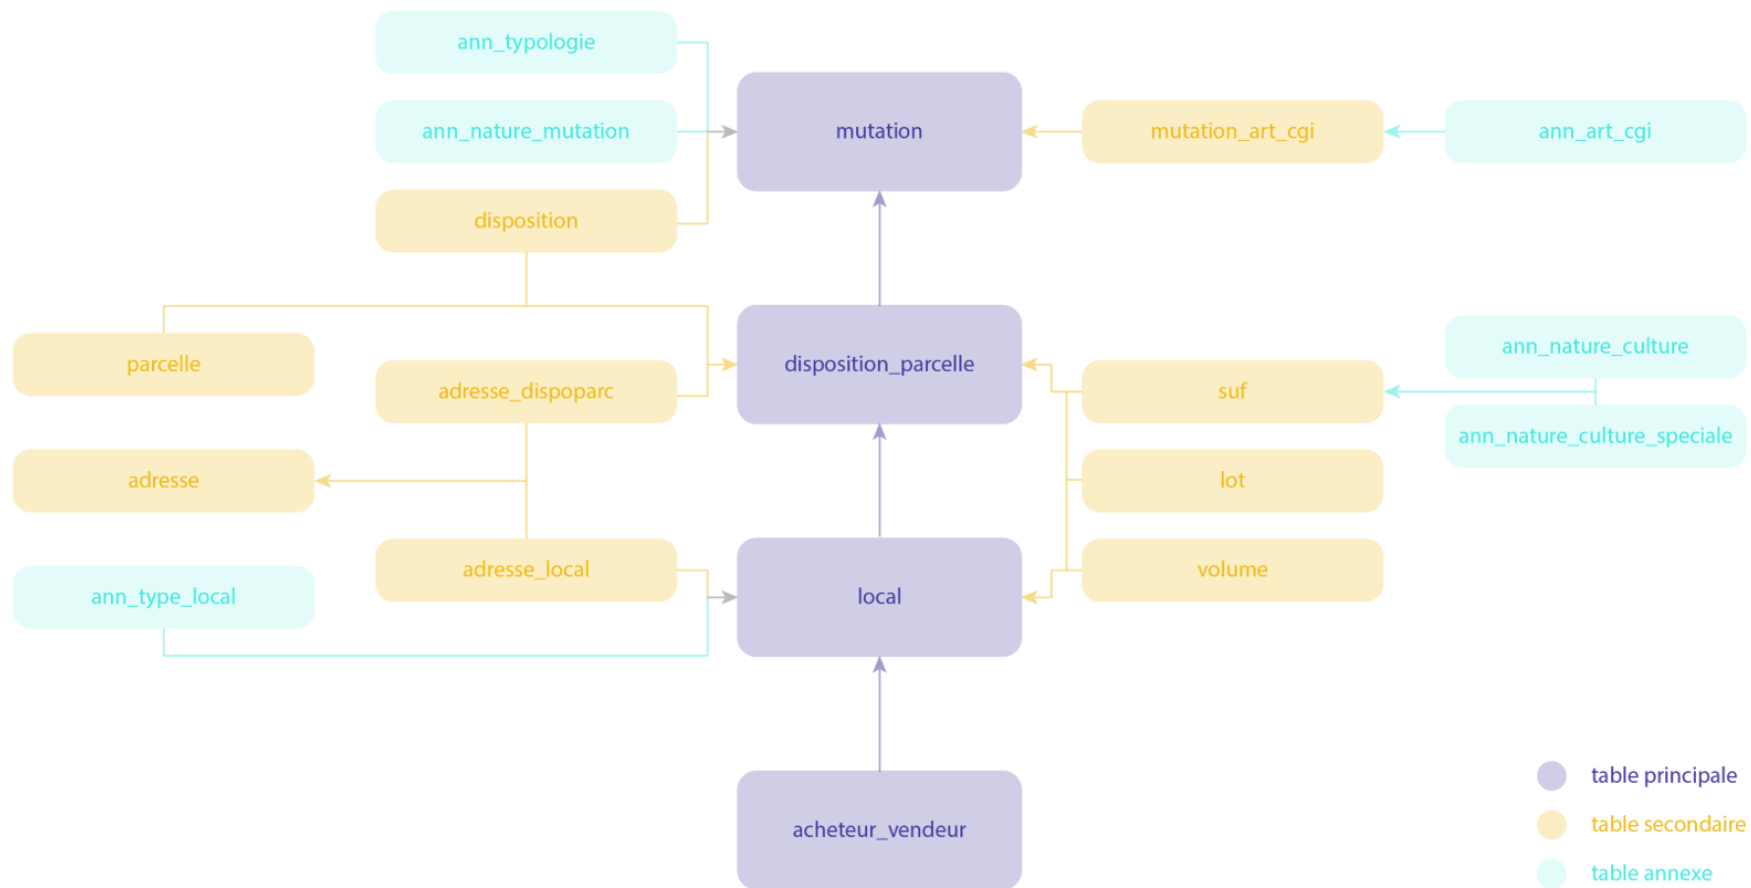 ann_typologie
mutation
ann_nature_mutation
mutation_art_cgi
ann_art_cgi
disposition
parcelle
disposition_parcelle
adresse_dispoparc
suf
ann_nature_culture
ann_nature_culture_speciale
adresse
lot
adresse_local
volume
ann_type_local
local
acheteur_vendeur
table principale
table secondaire
table annexe